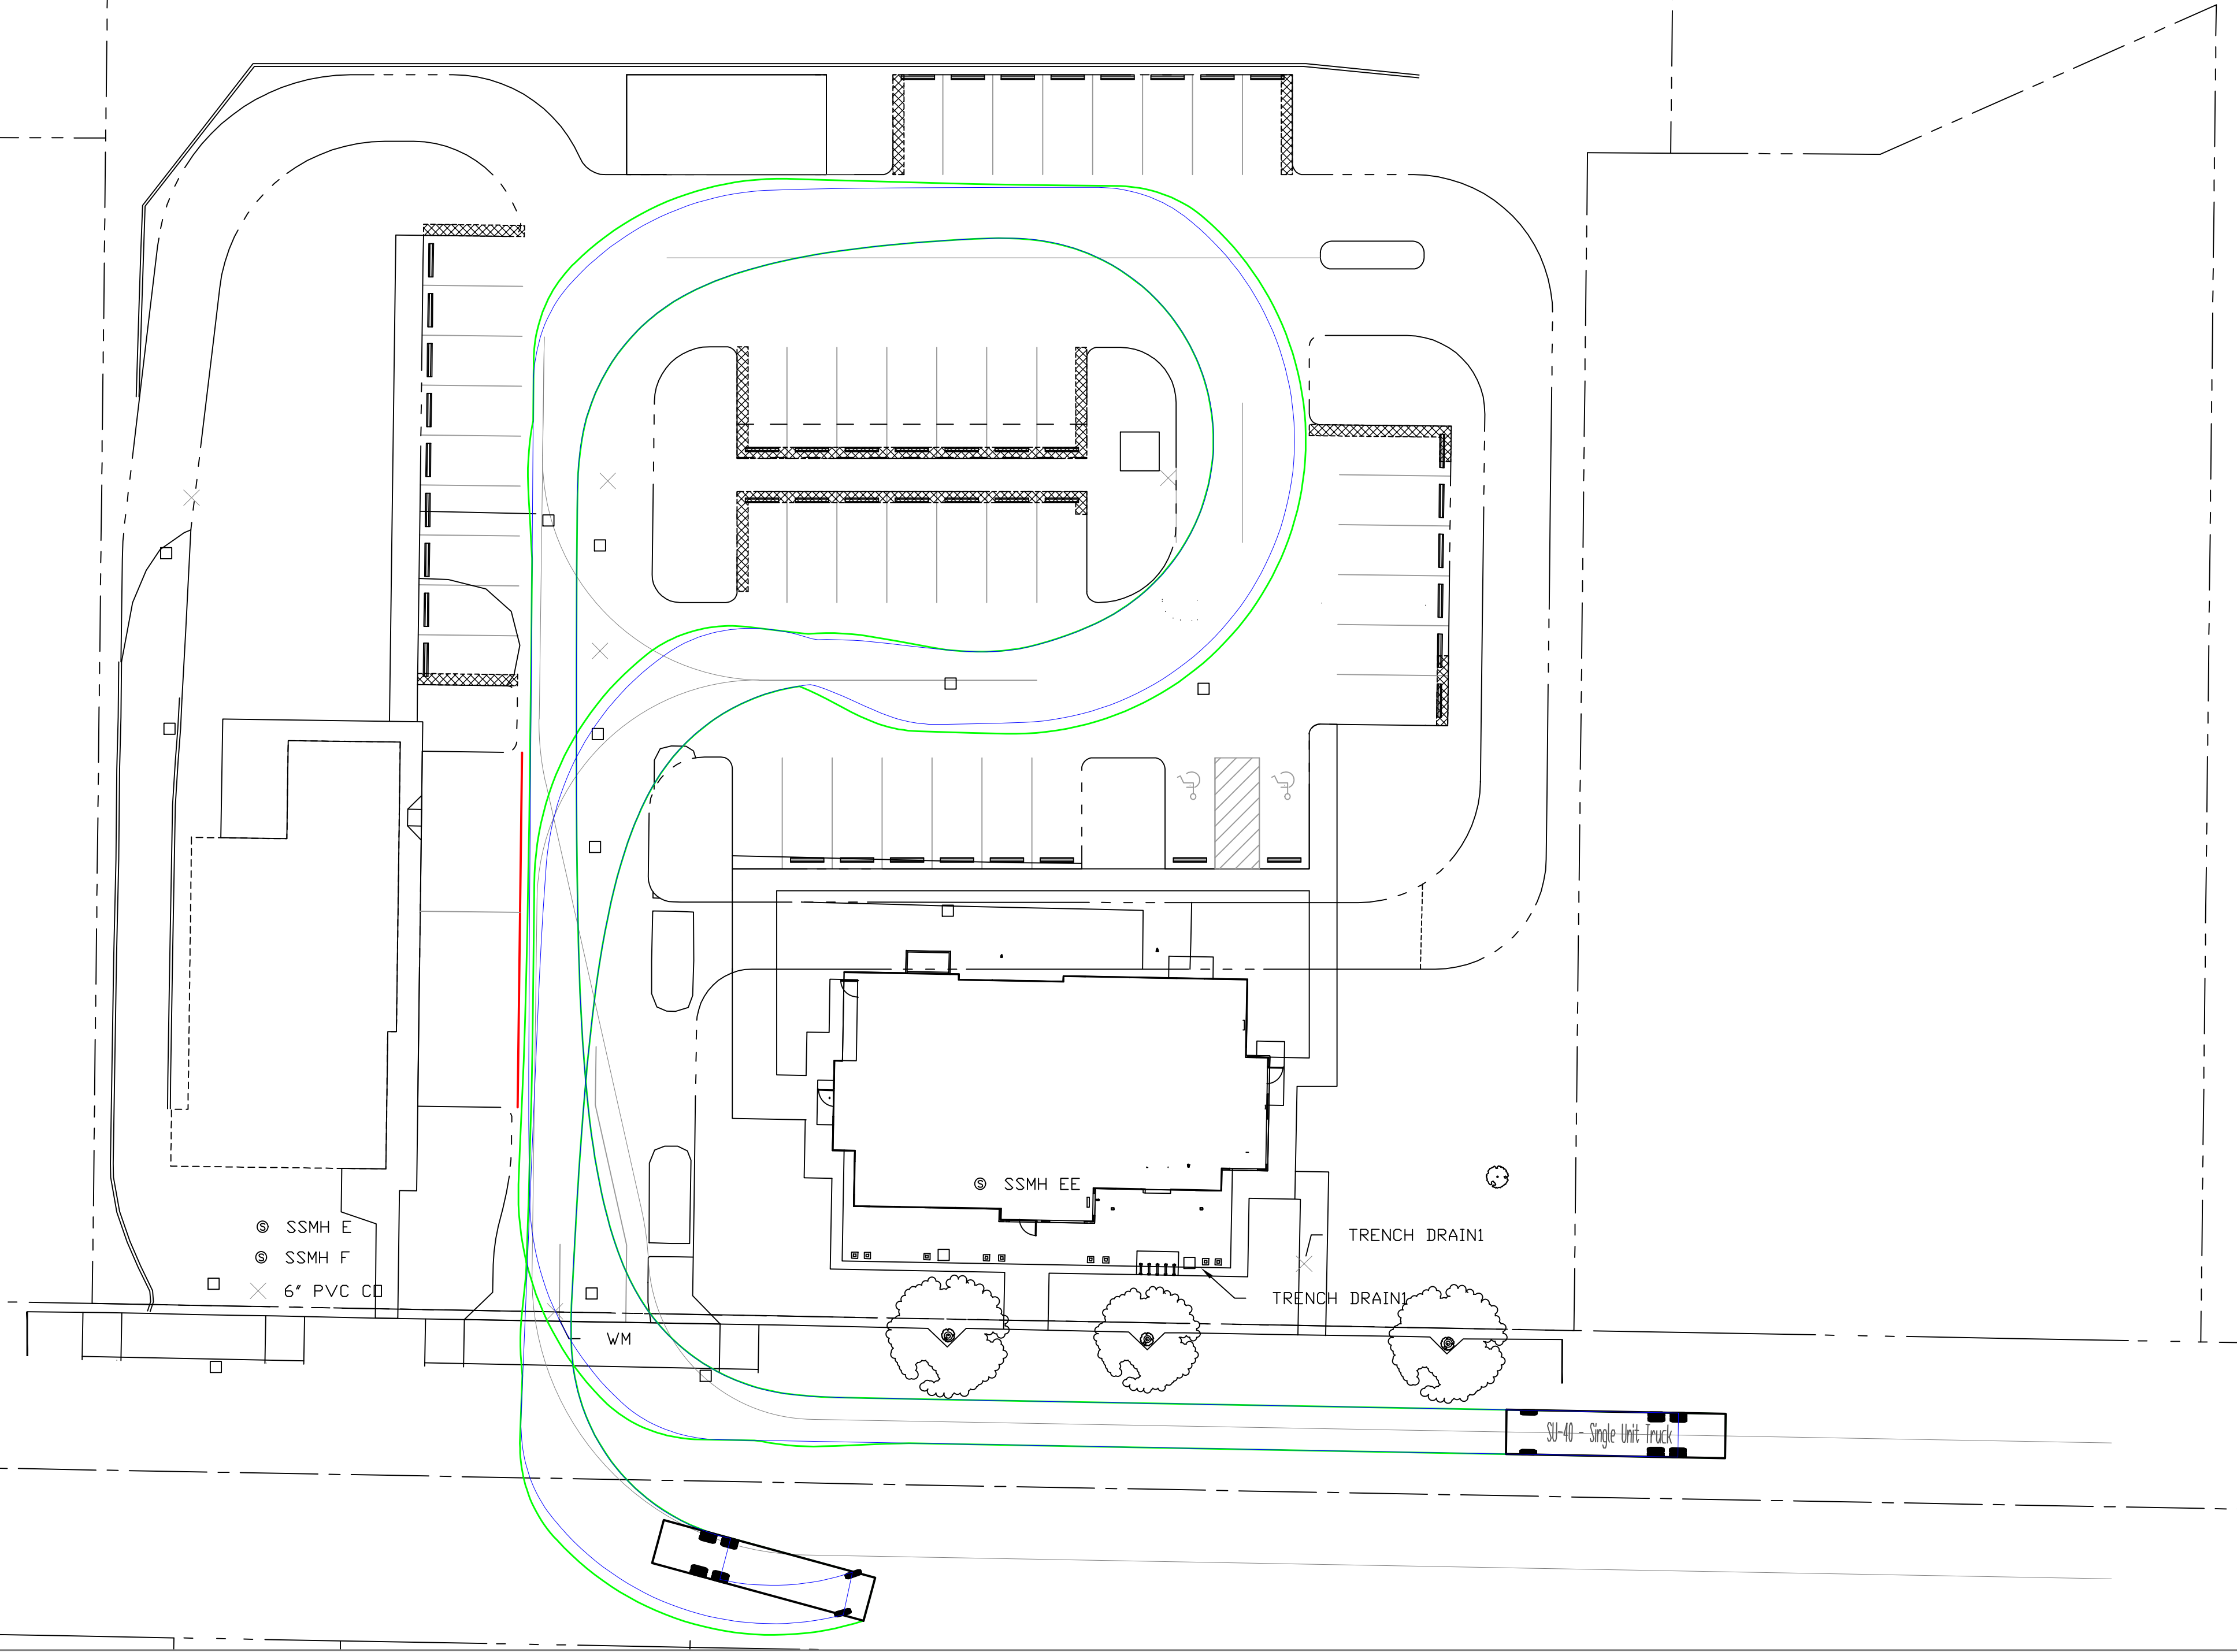 SSMH EE
SSMH E
TRENCH DRAIN1
SSMH F
6" PVC CO
TRENCH DRAIN1
WM
SU-40 - Single Unit Truck